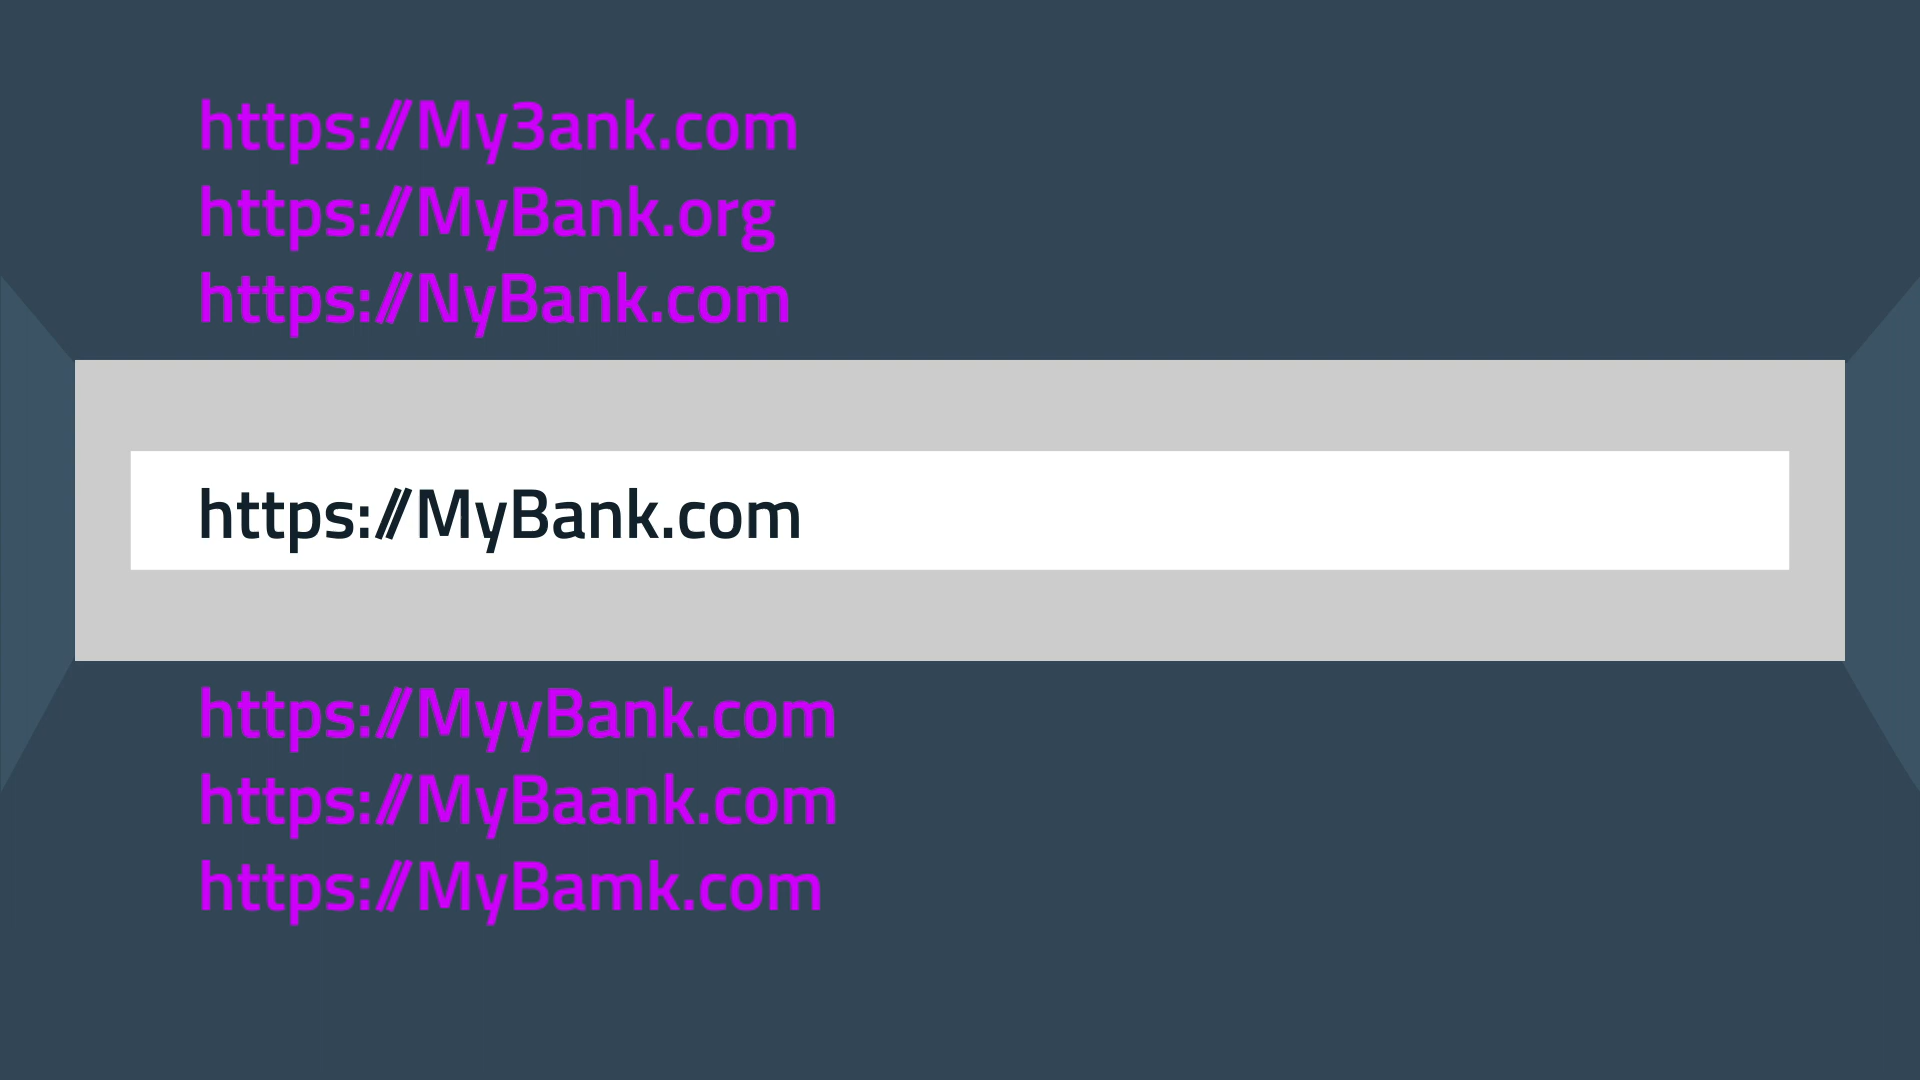 https://My3ank.com
https://MyBank.org
https://NyBank.com
https://MyBank.com
https://MyyBank.com
https://MyBaank.com
https://MyBamk.com